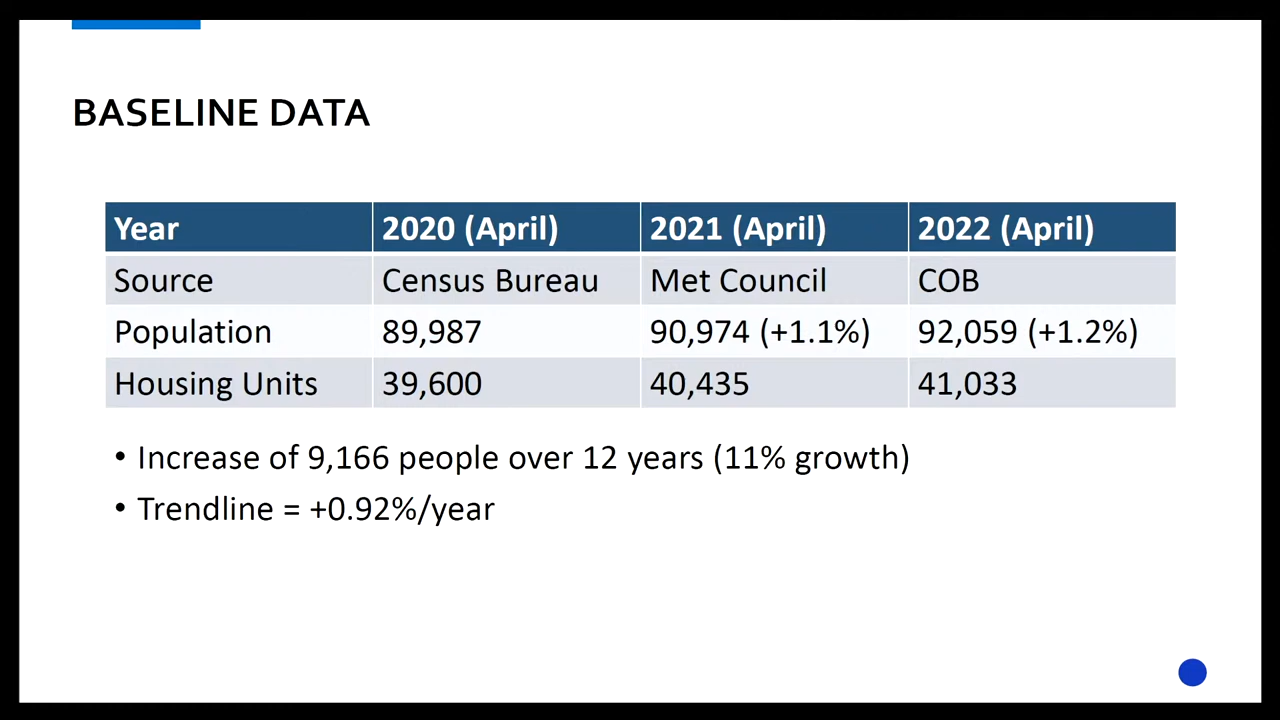 BASELINE DATA
Year 2020 (April) 2021 (April) 2022 (April)
Source Census Bureau Met Council COB
Population 89,987 90,974 (+1.1%) 92,059 (+1.2%)
Housing Units 39,600 40,435 41,033
• Increase of 9,166 people over 12 years (11% growth)
• Trendline = +0.92%/year